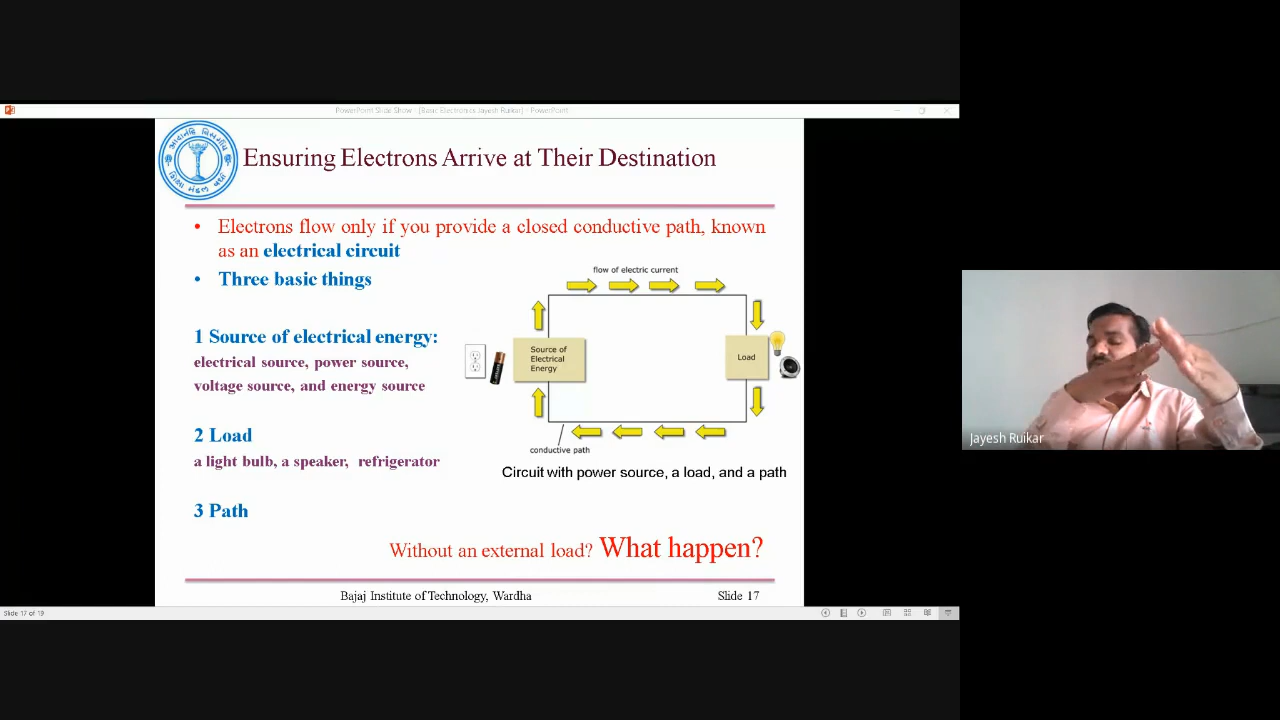 PowerPoint Slide Show - [Basic Electronics Jayesh Ruikar] - PowerPoint
Ensuring Electrons Arrive at Their Destination
• Electrons flow only if you provide a closed conductive path, known
as an electrical circuit
• Three basic things
flow of electric current
1 Source of electrical energy:
electrical source, power source,
voltage source, and energy source
Source of
Electrical
Energy
Load
2 Load
a light bulb, a speaker, refrigerator
conductive path
Circuit with power source, a load, and a path
3 Path
Without an external load? What happen?
Bajaj Institute of Technology, Wardha
Slide 17
Slide 17 of 19
Jayesh Ruikar